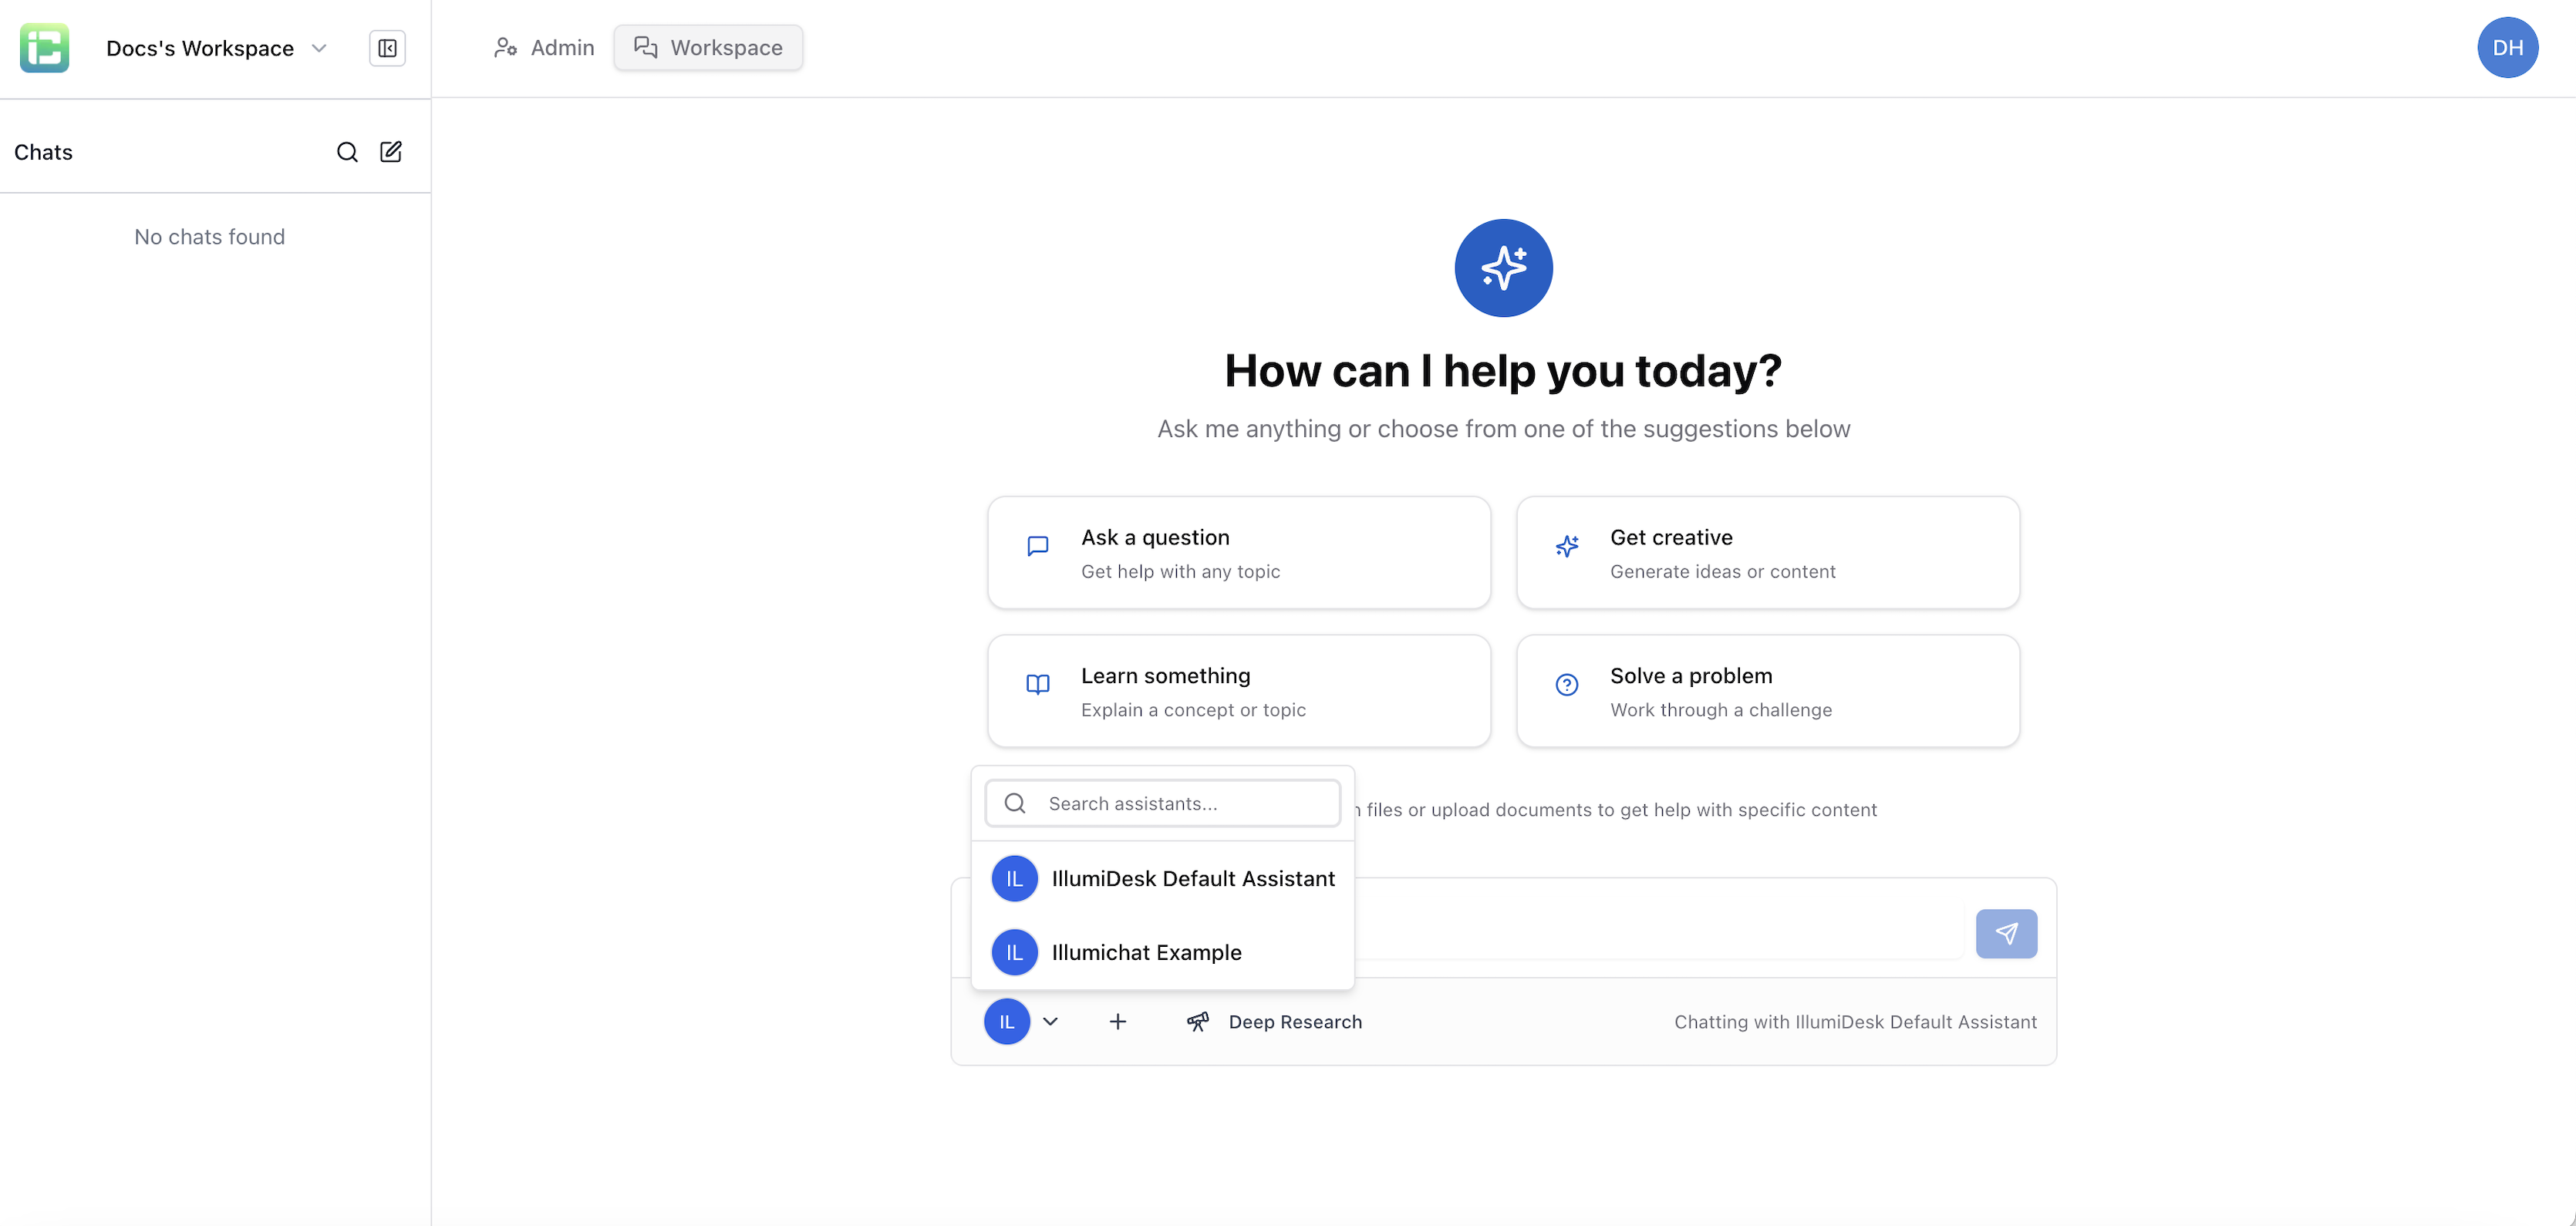 Docs's Workspace
Admin
Workspace
DH
Chats
No chats found
How can I help you today?
Ask me anything or choose from one of the suggestions below
Ask a question
Get help with any topic
Get creative
Generate ideas or content
Learn something
Explain a concept or topic
Solve a problem
Work through a challenge
Search assistants...
files or upload documents to get help with specific content
IL IllumiDesk Default Assistant
IL Illumichat Example
IL
Deep Research
Chatting with IllumiDesk Default Assistant